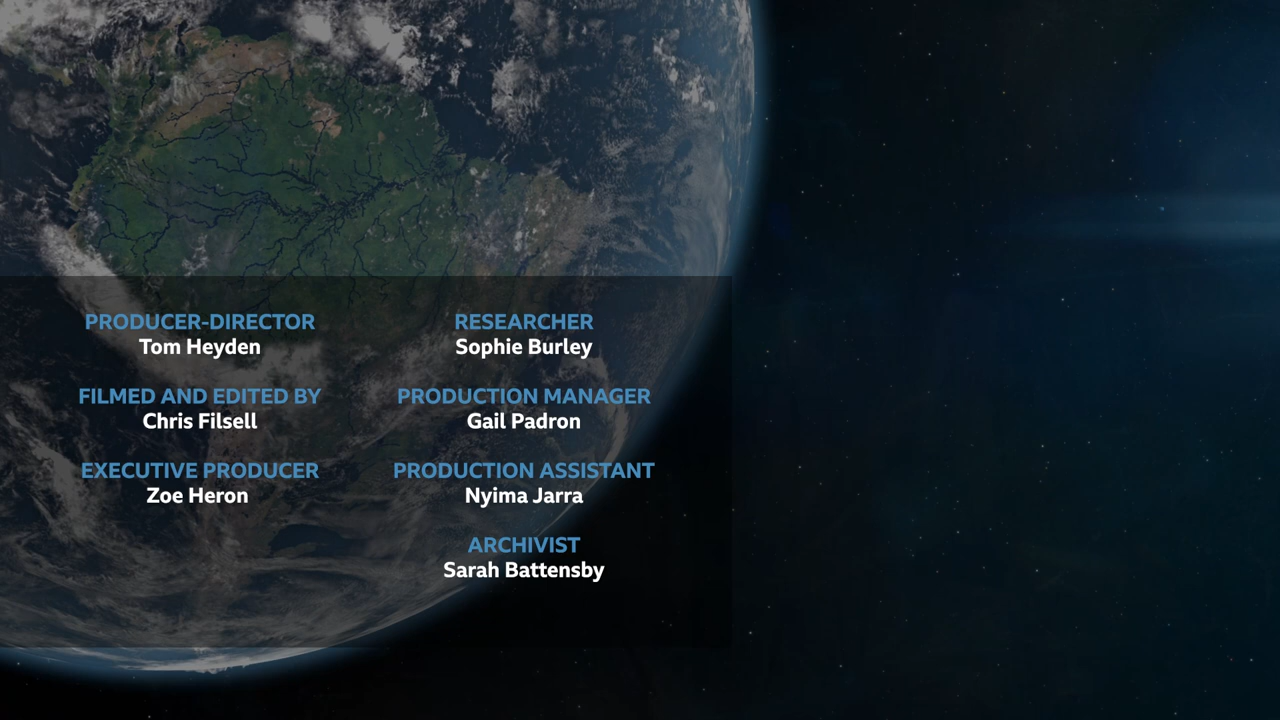 PRODUCER-DIRECTOR
Tom Heyden
FILMED AND EDITED BY
Chris Filsell
EXECUTIVE PRODUCER
Zoe Heron
RESEARCHER
Sophie Burley
PRODUCTION MANAGER
Gail Padron
PRODUCTION ASSISTANT
Nyima Jarra
ARCHIVIST
Sarah Battensby